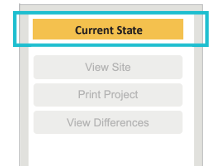 Current State
View Site
Print Project
View Differences